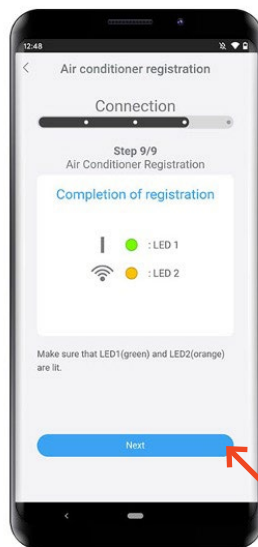 12:48
Air conditioner registration
Connection
Step 9/9
Air Conditioner Registration
Completion of registration
: LED 1
: LED 2
Make sure that LED1(green) and LED2(orange)
are lit.
Next